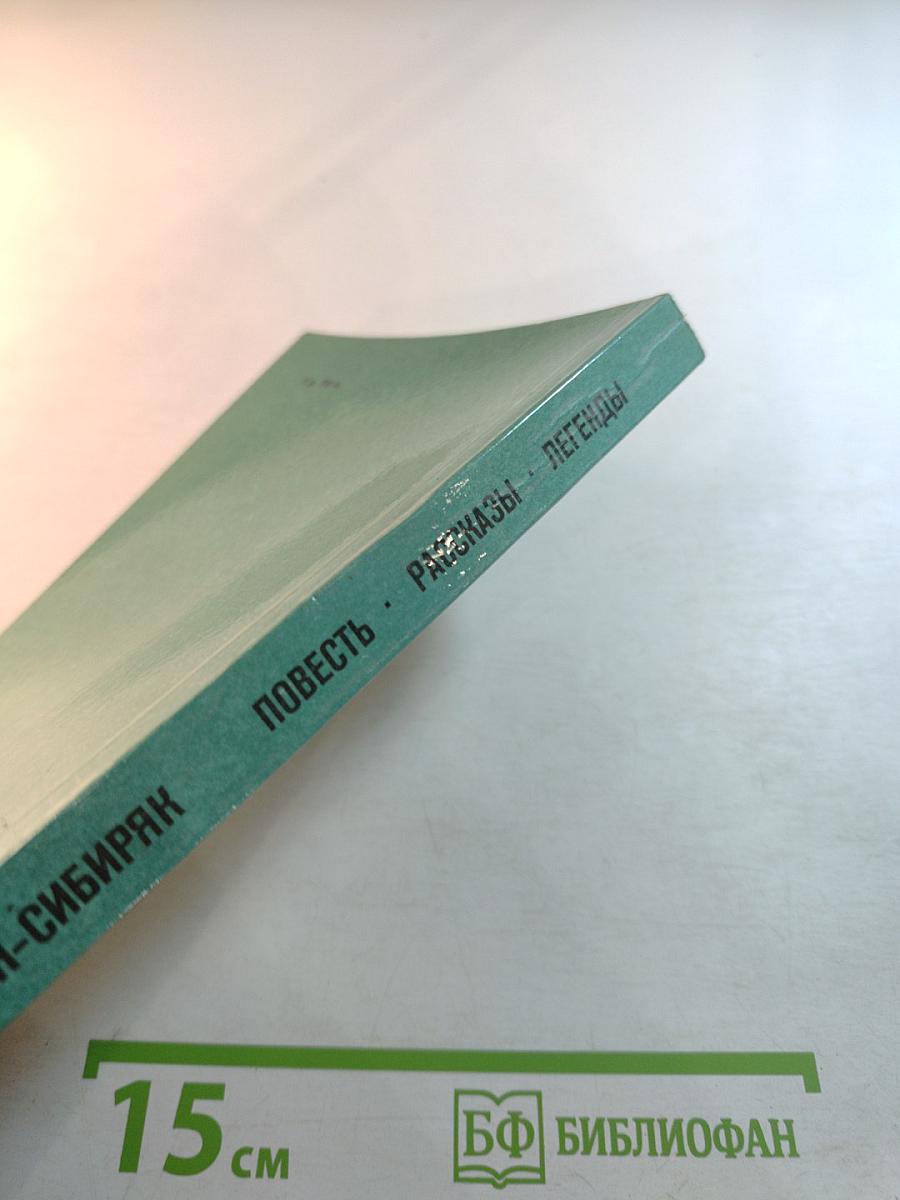 Н-СИБИРЯК ПОВЕСТЬ · РАССКАЗЫ · ЛЕГЕНДЫ
15 см
БФ БИБЛИОФАН